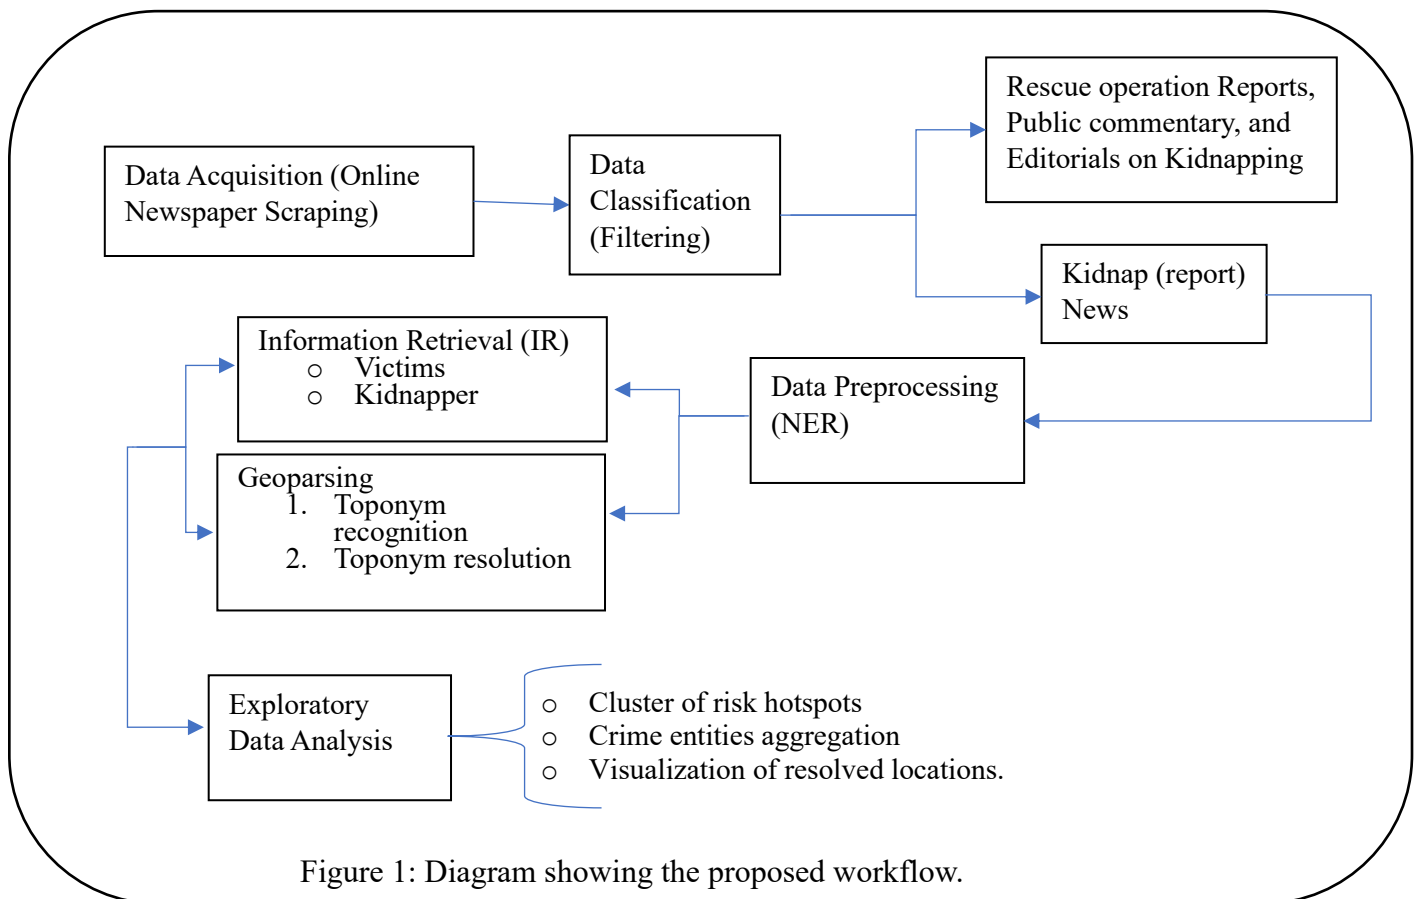 Data Acquisition (Online
Newspaper Scraping)
Data
Classification
(Filtering)
Rescue operation Reports,
Public commentary, and
Editorials on Kidnapping
Kidnap (report)
News
Data Preprocessing
(NER)
Information Retrieval (IR)
o Victims
o Kidnapper
Geoparsing
1. Toponym
recognition
2. Toponym resolution
Exploratory
Data Analysis
o Cluster of risk hotspots
o Crime entities aggregation
o Visualization of resolved locations.
Figure 1: Diagram showing the proposed workflow.